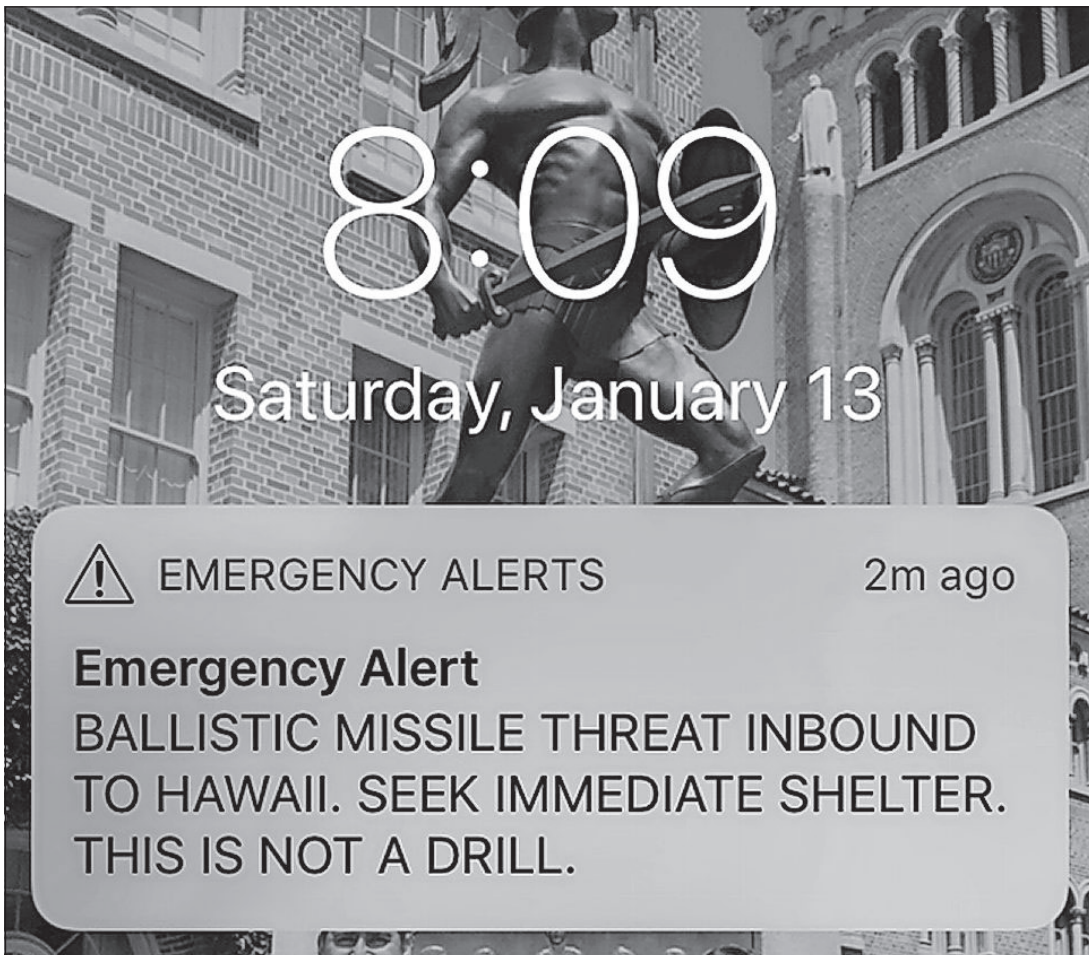 8:09
Saturday, January 13
EMERGENCY ALERTS 2m ago
Emergency Alert
BALLISTIC MISSILE THREAT INBOUND
TO HAWAII. SEEK IMMEDIATE SHELTER.
THIS IS NOT A DRILL.